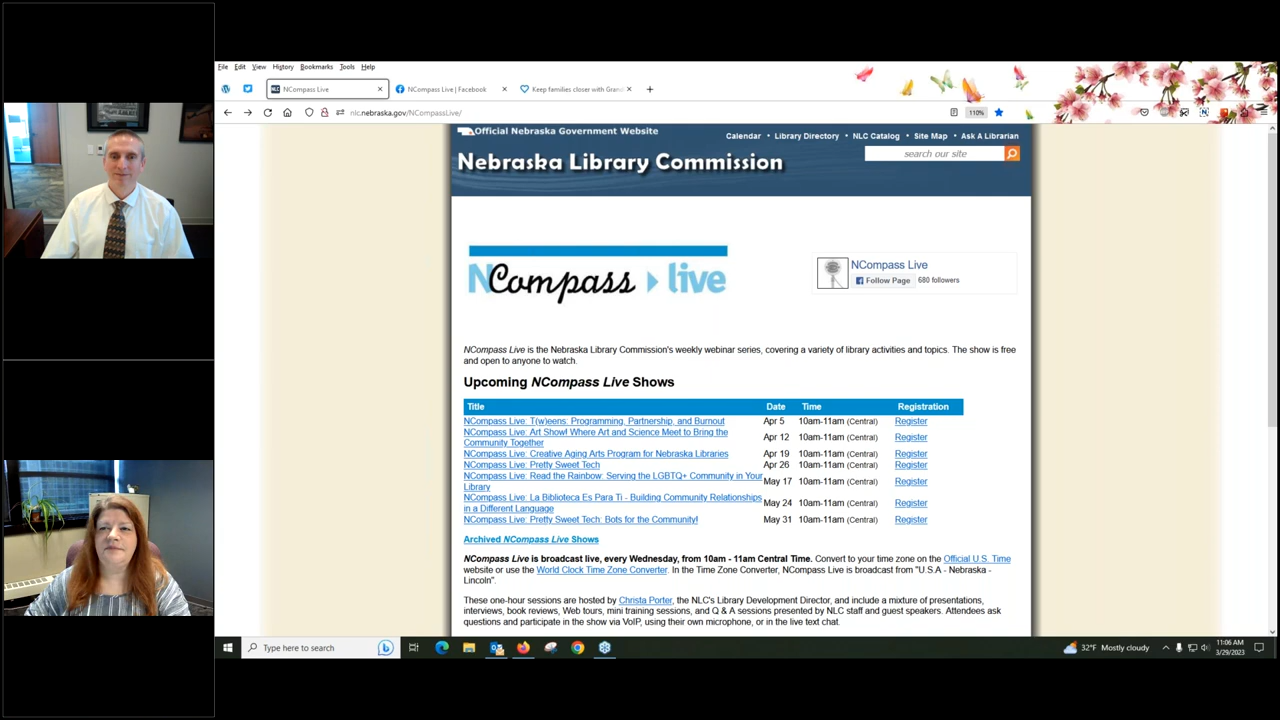 File Edit View History Bookmarks Tools Help
NCompass Live
NCompass Live | Facebook
Keep families closer with Grand
nlc.nebraska.gov/NCompassLive/
110%
Official Nebraska Government Website
Calendar • Library Directory • NLC Catalog • Site Map • Ask A Librarian
Nebraska Library Commission
search our site
NCompass live
NCompass Live
Follow Page
680 followers
NCompass Live is the Nebraska Library Commission's weekly webinar series, covering a variety of library activities and topics. The show is free
and open to anyone to watch.
Upcoming NCompass Live Shows
Title Date Time Registration
NCompass Live: T(w)eens: Programming, Partnership, and Burnout Apr 5 10am-11am (Central) Register
NCompass Live: Art Show! Where Art and Science Meet to Bring the
Community Together Apr 12 10am-11am (Central) Register
NCompass Live: Creative Aging Arts Program for Nebraska Libraries Apr 19 10am-11am (Central) Register
NCompass Live: Pretty Sweet Tech Apr 26 10am-11am (Central) Register
NCompass Live: Read the Rainbow: Serving the LGBTQ+ Community in Your
Library May 17 10am-11am (Central) Register
NCompass Live: La Biblioteca Es Para Ti - Building Community Relationships
in a Different Language May 24 10am-11am (Central) Register
NCompass Live: Pretty Sweet Tech: Bots for the Community! May 31 10am-11am (Central) Register
Archived NCompass Live Shows
NCompass Live is broadcast live, every Wednesday, from 10am - 11am Central Time. Convert to your time zone on the Official U.S. Time
website or use the World Clock Time Zone Converter. In the Time Zone Converter, NCompass Live is broadcast from "U.S.A - Nebraska -
Lincoln".
These one-hour sessions are hosted by Christa Porter, the NLC's Library Development Director, and include a mixture of presentations,
interviews, book reviews, Web tours, mini training sessions, and Q & A sessions presented by NLC staff and guest speakers. Attendees ask
questions and participate in the show via VoIP, using their own microphone, or in the live text chat.
Type here to search
32°F Mostly cloudy
11:06 AM
3/29/2023